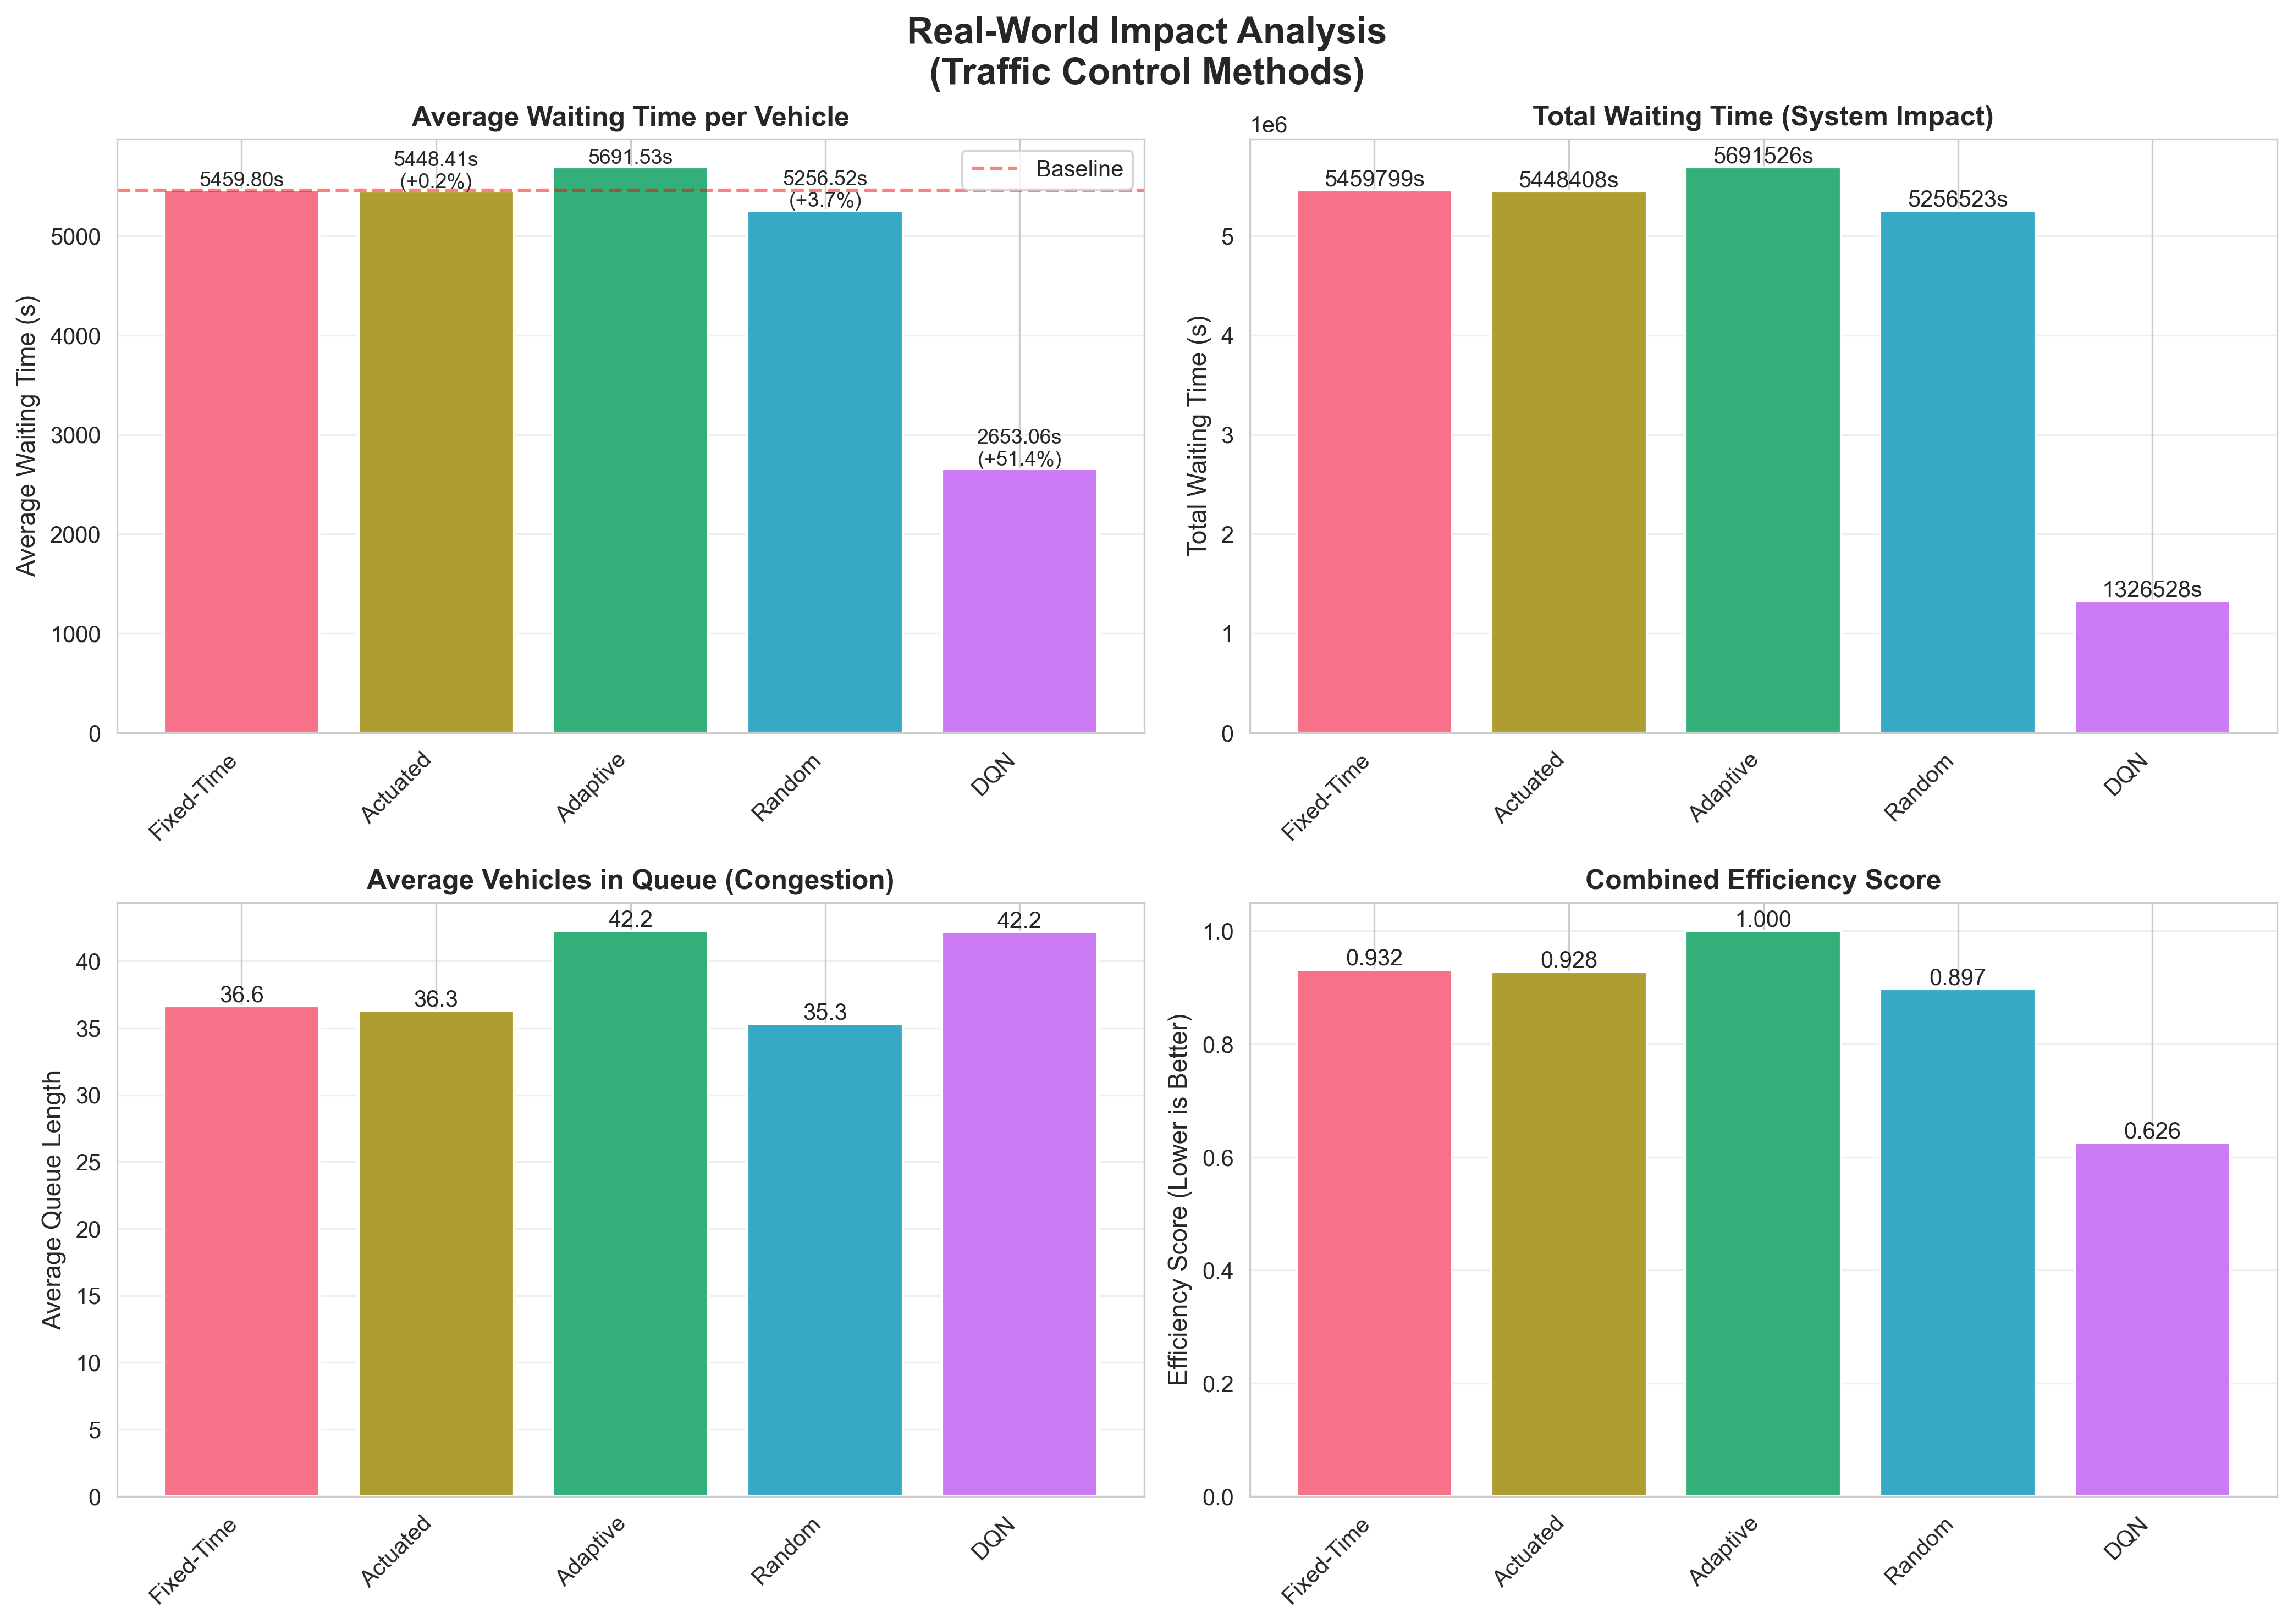 Real-World Impact Analysis
(Traffic Control Methods)
Average Waiting Time per Vehicle
Average Waiting Time (s)
5000
4000
3000
2000
1000
0
5459.80s
5448.41s
(+0.2%)
5691.53s
5256.52s
(+3.7%)
2653.06s
(+51.4%)
Baseline
Fixed-Time
Actuated
Adaptive
Random
DQN
Total Waiting Time (System Impact)
1e6
Total Waiting Time (s)
5
4
3
2
1
0
5459799s
5448408s
5691526s
5256523s
1326528s
Fixed-Time
Actuated
Adaptive
Random
DQN
Average Vehicles in Queue (Congestion)
Average Queue Length
40
35
30
25
20
15
10
5
0
36.6
36.3
42.2
35.3
42.2
Fixed-Time
Actuated
Adaptive
Random
DQN
Combined Efficiency Score
Efficiency Score (Lower is Better)
1.0
0.8
0.6
0.4
0.2
0.0
0.932
0.928
1.000
0.897
0.626
Fixed-Time
Actuated
Adaptive
Random
DQN